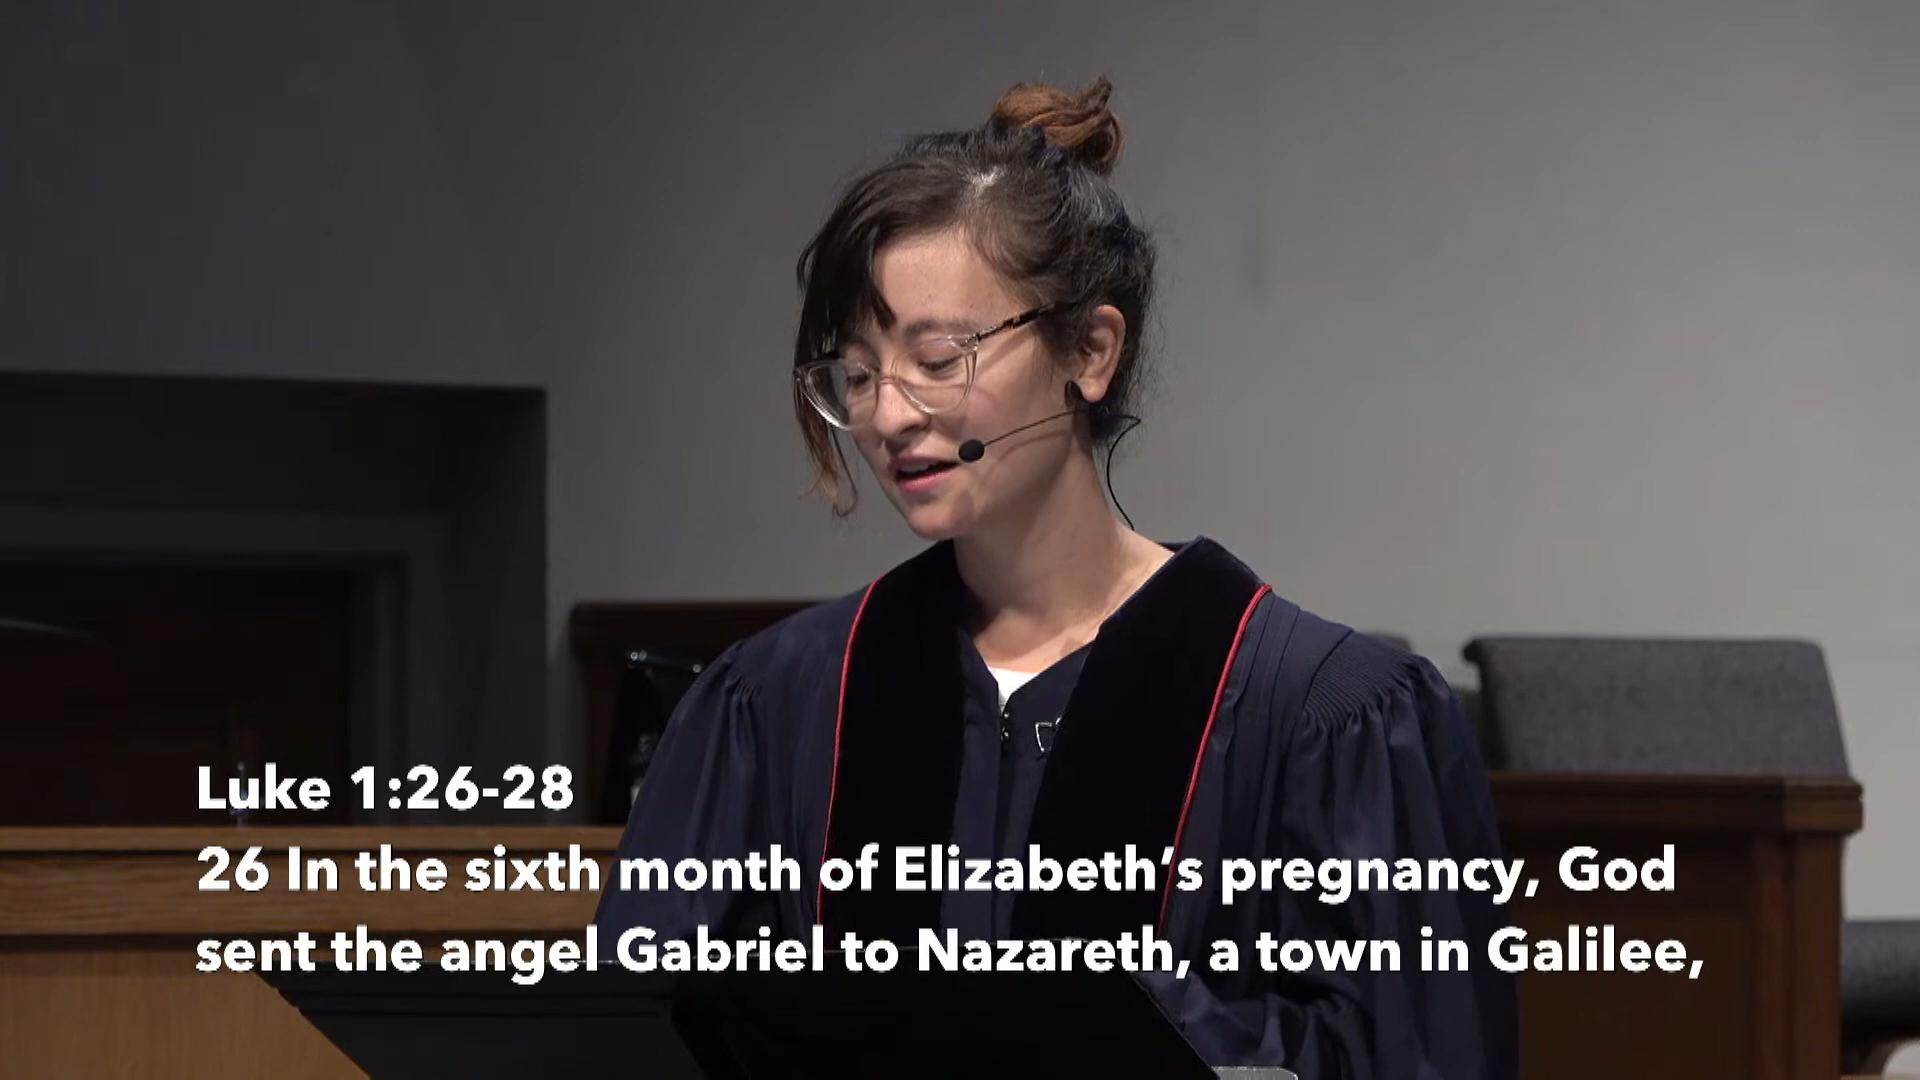 Luke 1:26-28
26 In the sixth month of Elizabeth’s pregnancy, God
sent the angel Gabriel to Nazareth, a town in Galilee,